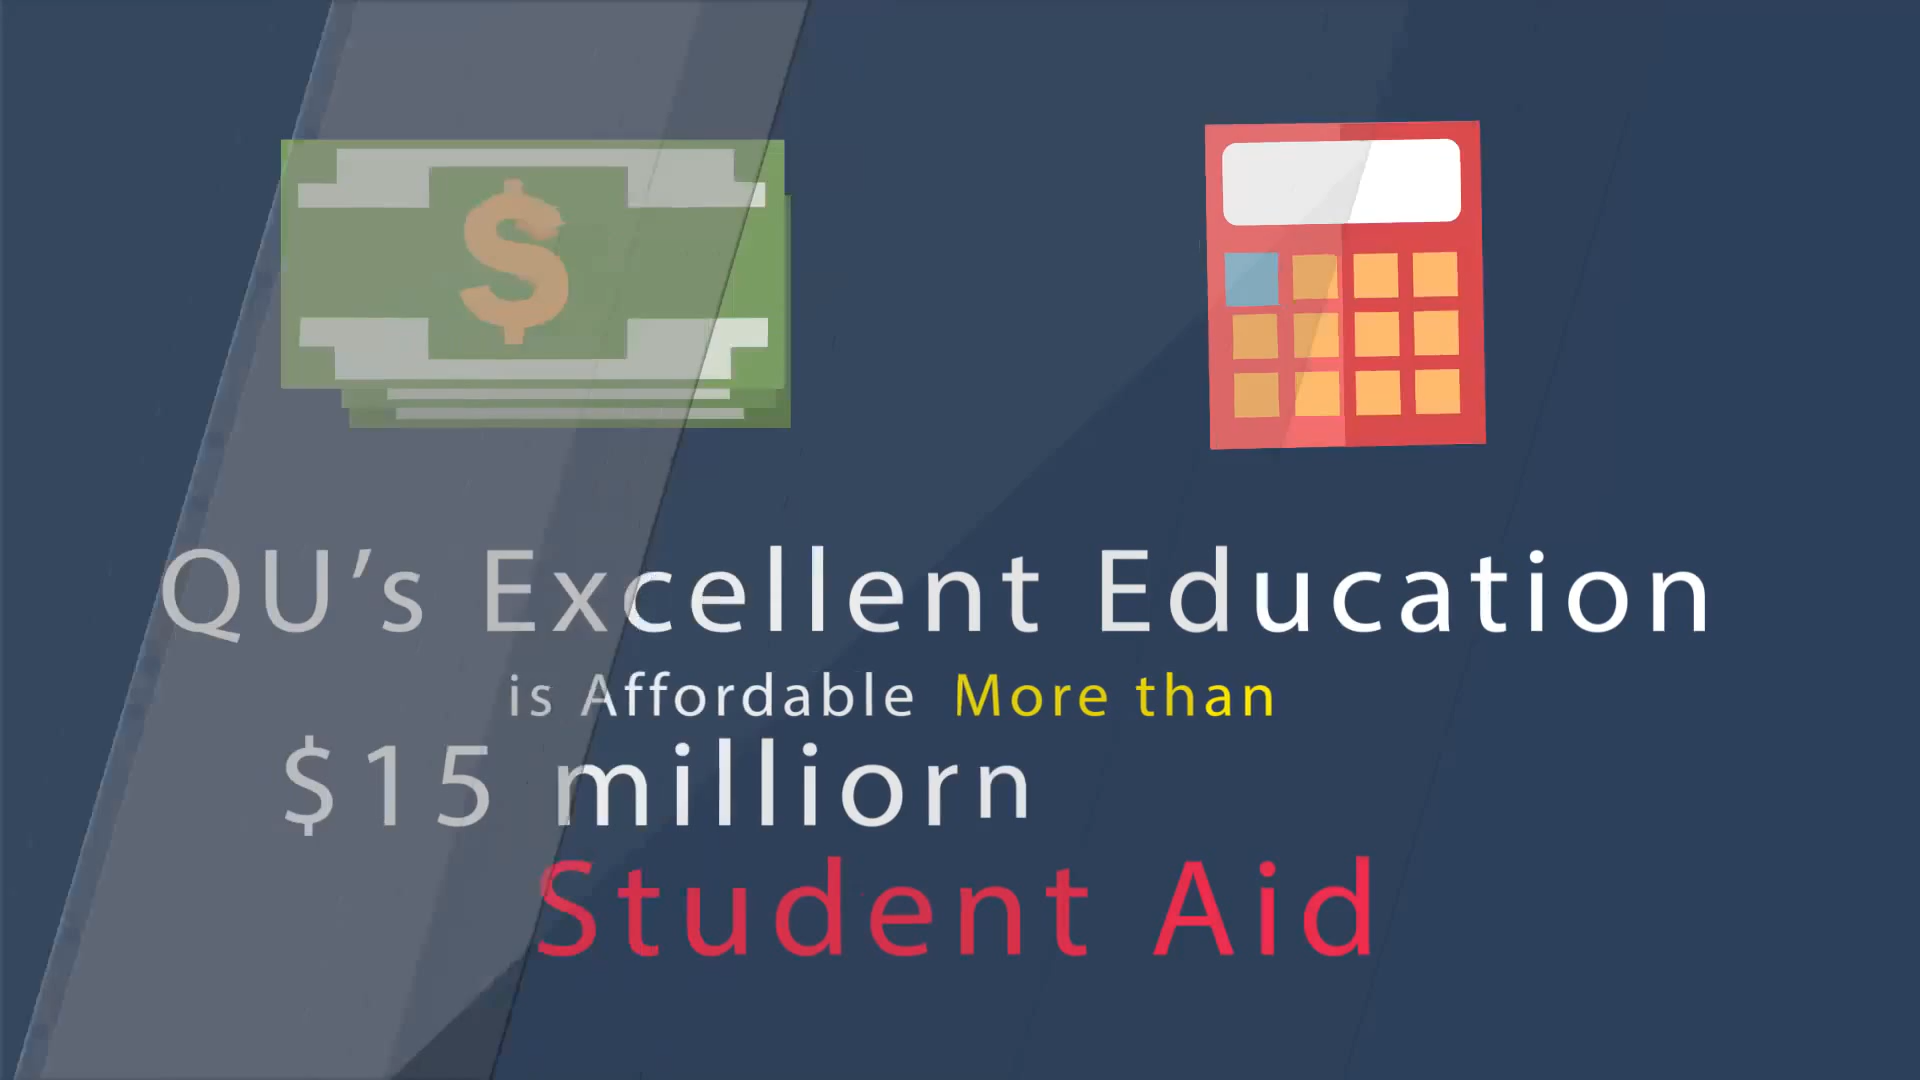 $
QU's Excellent Education
is Affordable More than
$15 milliorn
Student Aid